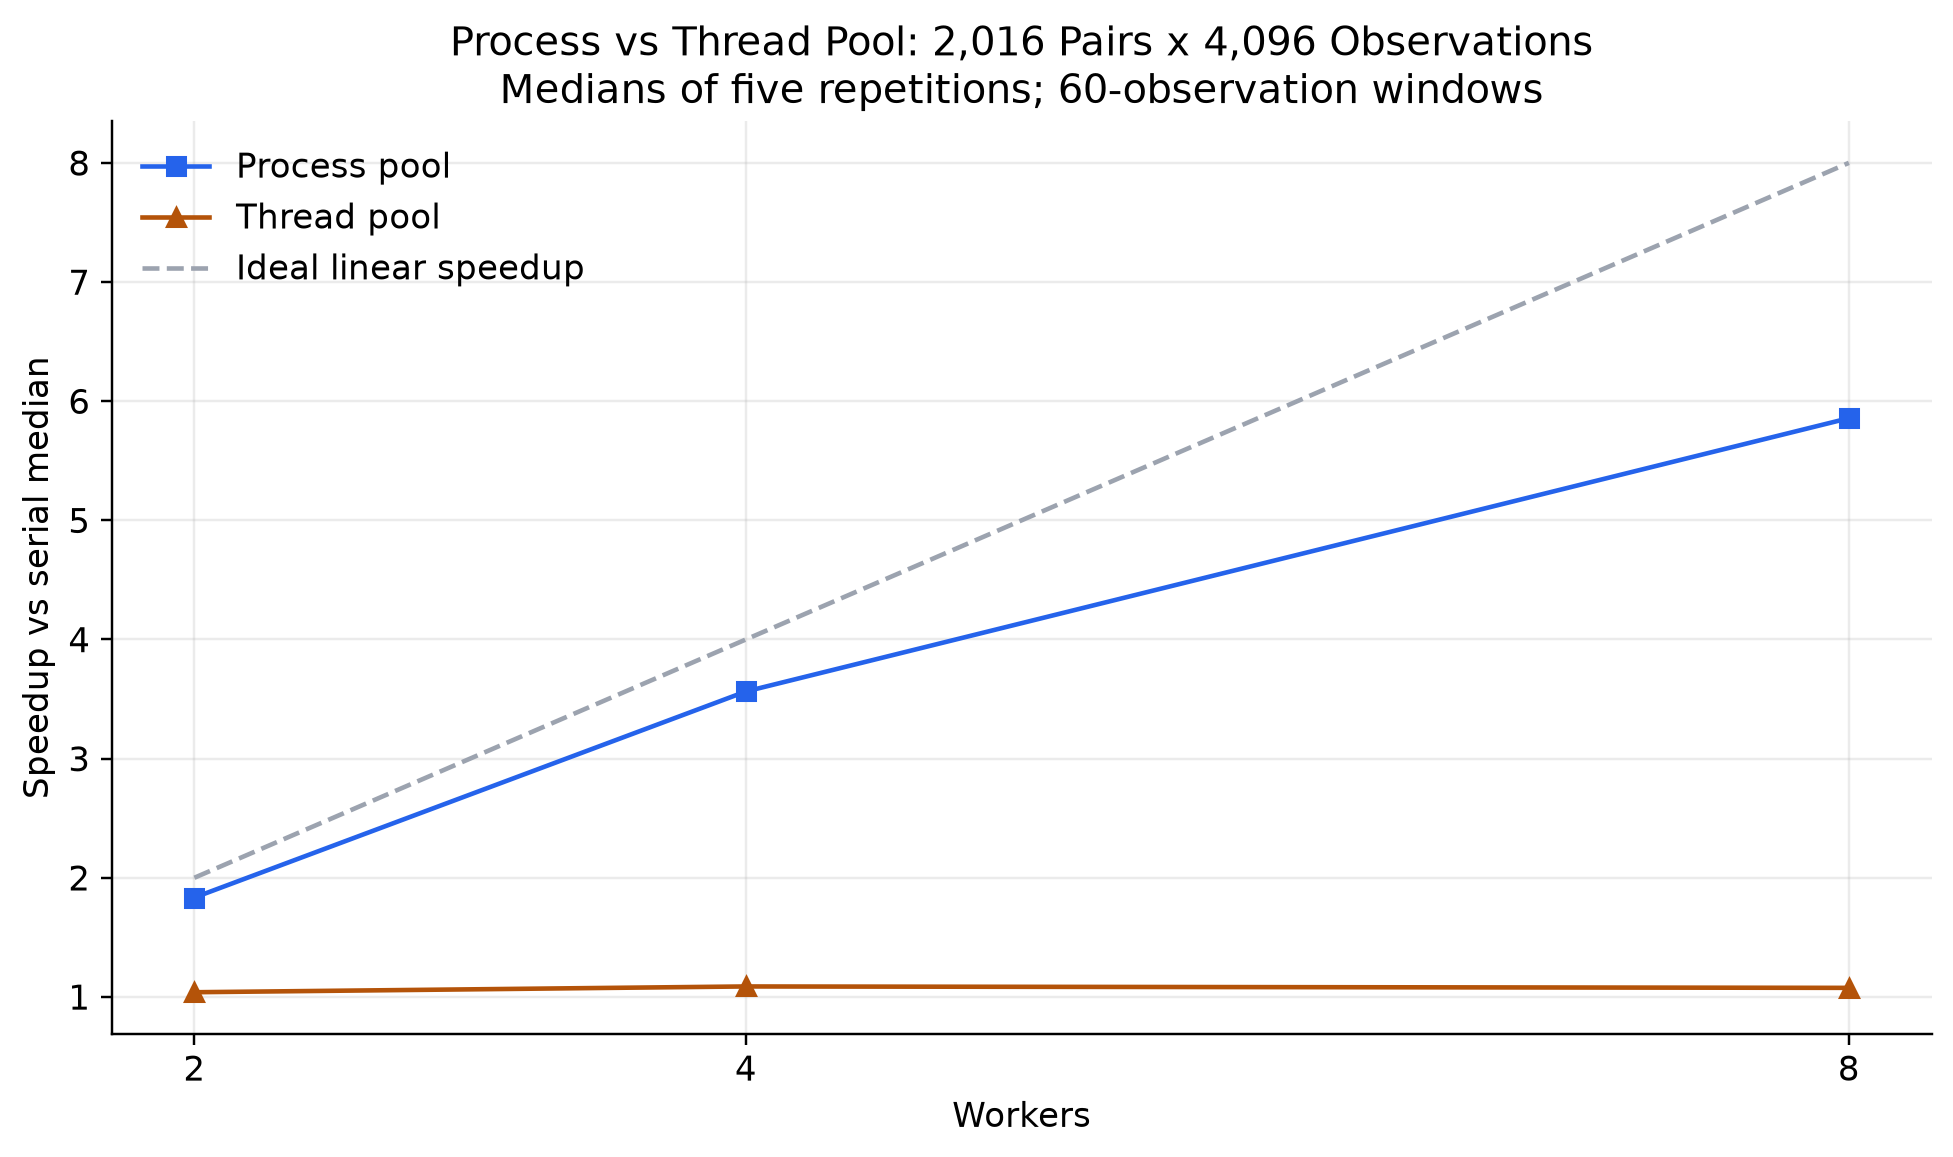 Process vs Thread Pool: 2,016 Pairs x 4,096 Observations
Medians of five repetitions; 60-observation windows
Process pool
Thread pool
Ideal linear speedup
Speedup vs serial median
8
7
6
5
4
3
2
1
2 4 8
Workers